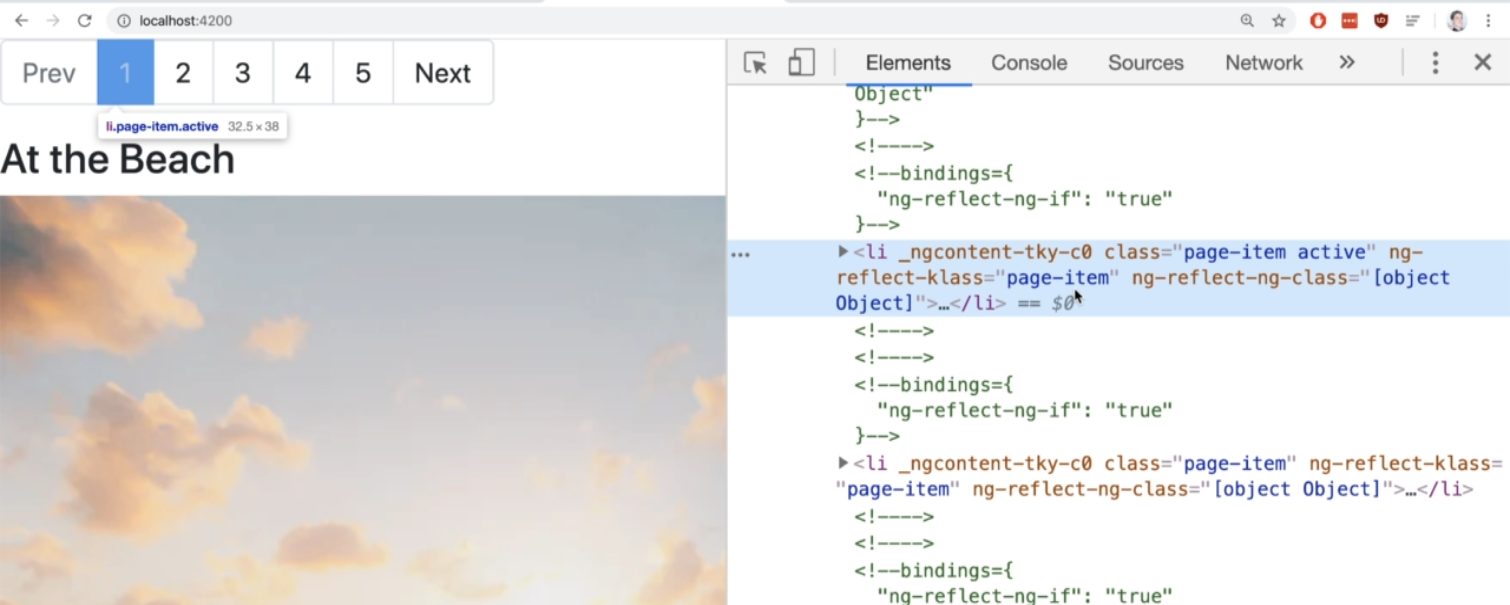 localhost:4200
Prev 1 2 3 4 5 Next
li.page-item.active 32.5×38
At the Beach
Elements Console Sources Network »
Object"
}-->
<!---->
<!--bindings={
"ng-reflect-ng-if": "true"
}-->
<li _ngcontent-tky-c0 class="page-item active" ng-
reflect-klass="page-item" ng-reflect-ng-class="[object
Object]">…</li> == $0
<!---->
<!---->
<!--bindings={
"ng-reflect-ng-if": "true"
}-->
<li _ngcontent-tky-c0 class="page-item" ng-reflect-klass=
"page-item" ng-reflect-ng-class="[object Object]">…</li>
<!---->
<!---->
<!--bindings={
"ng-reflect-ng-if": "true"